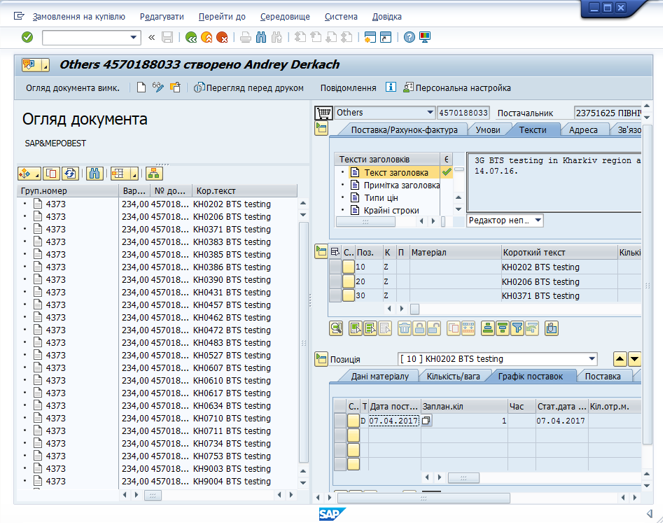 Замовлення на купівлю Редагувати Перейти до Середовище Система Довідка
Others 4570188033 створено Andrey Derkach
Огляд документа вимк. Перегляд перед друком Повідомлення Персональна настройка
Огляд документа
SAP&MEPOBEST
Груп.номер Вар... № до... Кор.текст
4373 234,00 457018... KH0202 BTS testing
4373 234,00 457018... KH0206 BTS testing
4373 234,00 457018... KH0371 BTS testing
4373 234,00 457018... KH0383 BTS testing
4373 234,00 457018... KH0385 BTS testing
4373 234,00 457018... KH0386 BTS testing
4373 234,00 457018... KH0390 BTS testing
4373 234,00 457018... KH0431 BTS testing
4373 234,00 457018... KH0457 BTS testing
4373 234,00 457018... KH0462 BTS testing
4373 234,00 457018... KH0472 BTS testing
4373 234,00 457018... KH0483 BTS testing
4373 234,00 457018... KH0527 BTS testing
4373 234,00 457018... KH0607 BTS testing
4373 234,00 457018... KH0610 BTS testing
4373 234,00 457018... KH0617 BTS testing
4373 234,00 457018... KH0634 BTS testing
4373 234,00 457018... KH0710 BTS testing
4373 234,00 457018... KH0711 BTS testing
4373 234,00 457018... KH0734 BTS testing
4373 234,00 457018... KH0753 BTS testing
4373 234,00 457018... KH9003 BTS testing
4373 234,00 457018... KH9004 BTS testing
Others 4570188033 Постачальник 23751625 ПІВНІЧ
Поставка/Рахунок-фактура Умови Тексти Адреса Зв'язо
Тексти заголовків
Текст заголовка
Примітка заголовка
Типи цін
Крайні строки
3G BTS testing in Kharkiv region a
14.07.16.
Редактор неп...
С.. Поз. К П Матеріал Короткий текст Кількі
10 Z KH0202 BTS testing
20 Z KH0206 BTS testing
30 Z KH0371 BTS testing
Позиція [ 10 ] KH0202 BTS testing
Дані матеріалу Кількість/вага Графік поставок Поставка
С.. Т Дата пост... Заплан.кіл Час Стат.дата ... Кіл.отр.м.
D 07.04.2017 1 07.04.2017
SAP